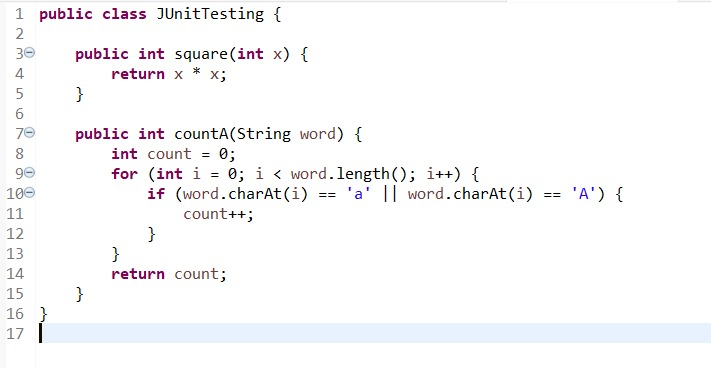 1 public class JUnitTesting {
2
3 public int square(int x) {
4 return x * x;
5 }
6
7 public int countA(String word) {
8 int count = 0;
9 for (int i = 0; i < word.length(); i++) {
10 if (word.charAt(i) == 'a' || word.charAt(i) == 'A') {
11 count++;
12 }
13 }
14 return count;
15 }
16 }
17